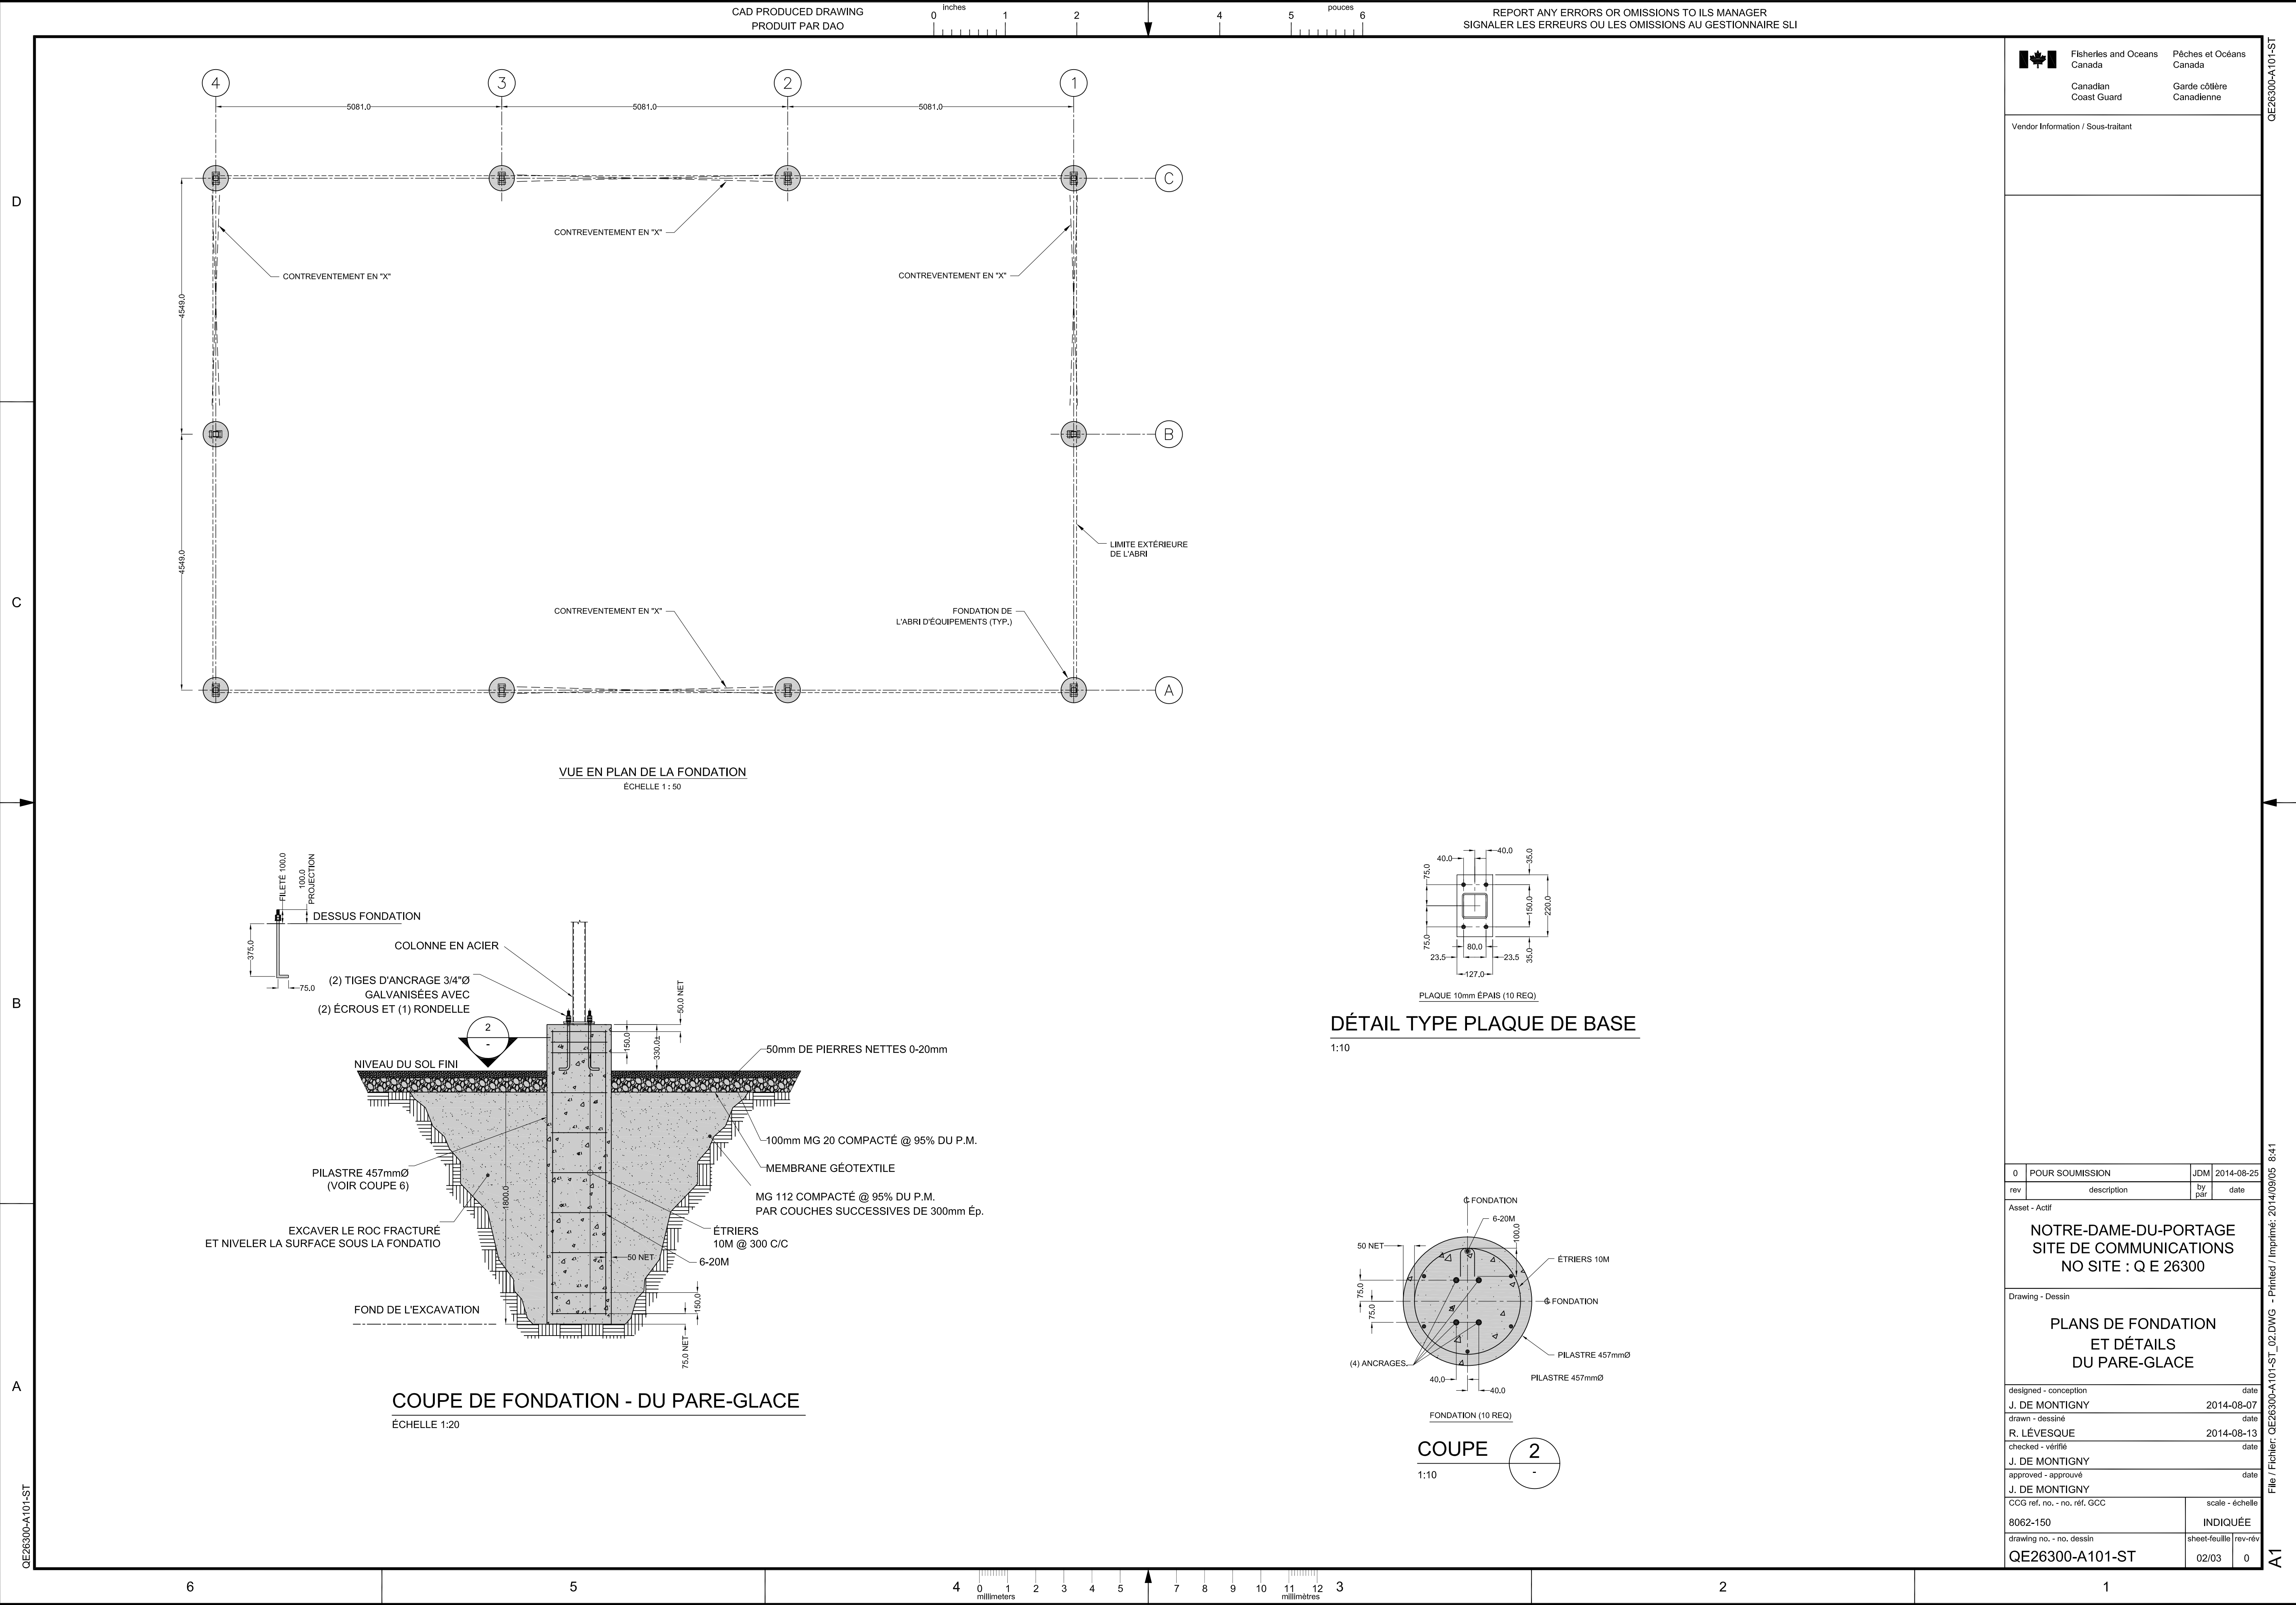 CAD PRODUCED DRAWING
PRODUIT PAR DAO
inches
pouces
0 1 2 4 5 6
REPORT ANY ERRORS OR OMISSIONS TO ILS MANAGER
SIGNALER LES ERREURS OU LES OMISSIONS AU GESTIONNAIRE SLI
4
3
2
1
5081.0
5081.0
5081.0
C
CONTREVENTEMENT EN "X"
CONTREVENTEMENT EN "X"
CONTREVENTEMENT EN "X"
4549.0
B
4549.0
LIMITE EXTÉRIEURE
DE L'ABRI
CONTREVENTEMENT EN "X"
FONDATION DE
L'ABRI D'ÉQUIPEMENTS (TYP.)
A
VUE EN PLAN DE LA FONDATION
ÉCHELLE 1 : 50
FILETÉ 100.0
100.0
PROJECTION
DESSUS FONDATION
375.0
75.0
COLONNE EN ACIER
(2) TIGES D'ANCRAGE 3/4"Ø
GALVANISÉES AVEC
(2) ÉCROUS ET (1) RONDELLE
2
-
50.0 NET
150.0
330.0±
NIVEAU DU SOL FINI
50mm DE PIERRES NETTES 0-20mm
100mm MG 20 COMPACTÉ @ 95% DU P.M.
MEMBRANE GÉOTEXTILE
MG 112 COMPACTÉ @ 95% DU P.M.
PAR COUCHES SUCCESSIVES DE 300mm Ép.
PILASTRE 457mmØ
(VOIR COUPE 6)
1800.0
EXCAVER LE ROC FRACTURÉ
ET NIVELER LA SURFACE SOUS LA FONDATIO
ÉTRIERS
10M @ 300 C/C
50 NET
6-20M
FOND DE L'EXCAVATION
150.0
75.0 NET
COUPE DE FONDATION - DU PARE-GLACE
ÉCHELLE 1:20
40.0
40.0
35.0
75.0
150.0
220.0
75.0
80.0
23.5
23.5
35.0
127.0
PLAQUE 10mm ÉPAIS (10 REQ)
DÉTAIL TYPE PLAQUE DE BASE
1:10
℄ FONDATION
6-20M
100.0
50 NET
ÉTRIERS 10M
75.0
75.0
℄ FONDATION
(4) ANCRAGES.
PILASTRE 457mmØ
PILASTRE 457mmØ
40.0
40.0
FONDATION (10 REQ)
COUPE
2
-
1:10
Fisheries and Oceans
Canada
Pêches et Océans
Canada
Canadian
Coast Guard
Garde côtière
Canadienne
Vendor Information / Sous-traitant
0 POUR SOUMISSION JDM 2014-08-25
rev description by par date
Asset - Actif
NOTRE-DAME-DU-PORTAGE
SITE DE COMMUNICATIONS
NO SITE : Q E 26300
Drawing - Dessin
PLANS DE FONDATION
ET DÉTAILS
DU PARE-GLACE
designed - conception date
J. DE MONTIGNY 2014-08-07
drawn - dessiné date
R. LÉVESQUE 2014-08-13
checked - vérifié date
J. DE MONTIGNY
approved - approuvé date
J. DE MONTIGNY
CCG ref. no. - no. réf. GCC scale - échelle
8062-150 INDIQUÉE
drawing no. - no. dessin sheet-feuille rev-rév
QE26300-A101-ST 02/03 0
QE26300-A101-ST
File / Fichier: QE26300-A101-ST_02.DWG - Printed / Imprimé: 2014/09/05 8:41
A1
QE26300-A101-ST
D
C
B
A
6 5 4 3 2 1
0 1 2 3 4 5 7 8 9 10 11 12
millimeters
millimètres